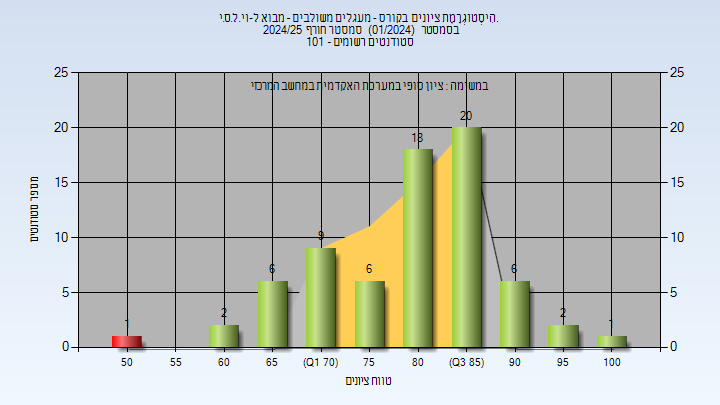 היסטוגרמת ציונים בקורס - מעגלים משולבים - מבוא ל-וי.ל.ס.י.
בסמסטר (01/2024) סמסטר חורף 2024/25
101 - סטודנטים רשומים
במשימה : ציון סופי במערכת האקדמית במחשב המרכזי
25 25
20 20
15 15
10 10
5 5
0 0
1 2 6 9 6 18 20 6 2 1
מספר סטודנטים
50 55 60 65 (Q1 70) 75 80 (Q3 85) 90 95 100
טווח ציונים